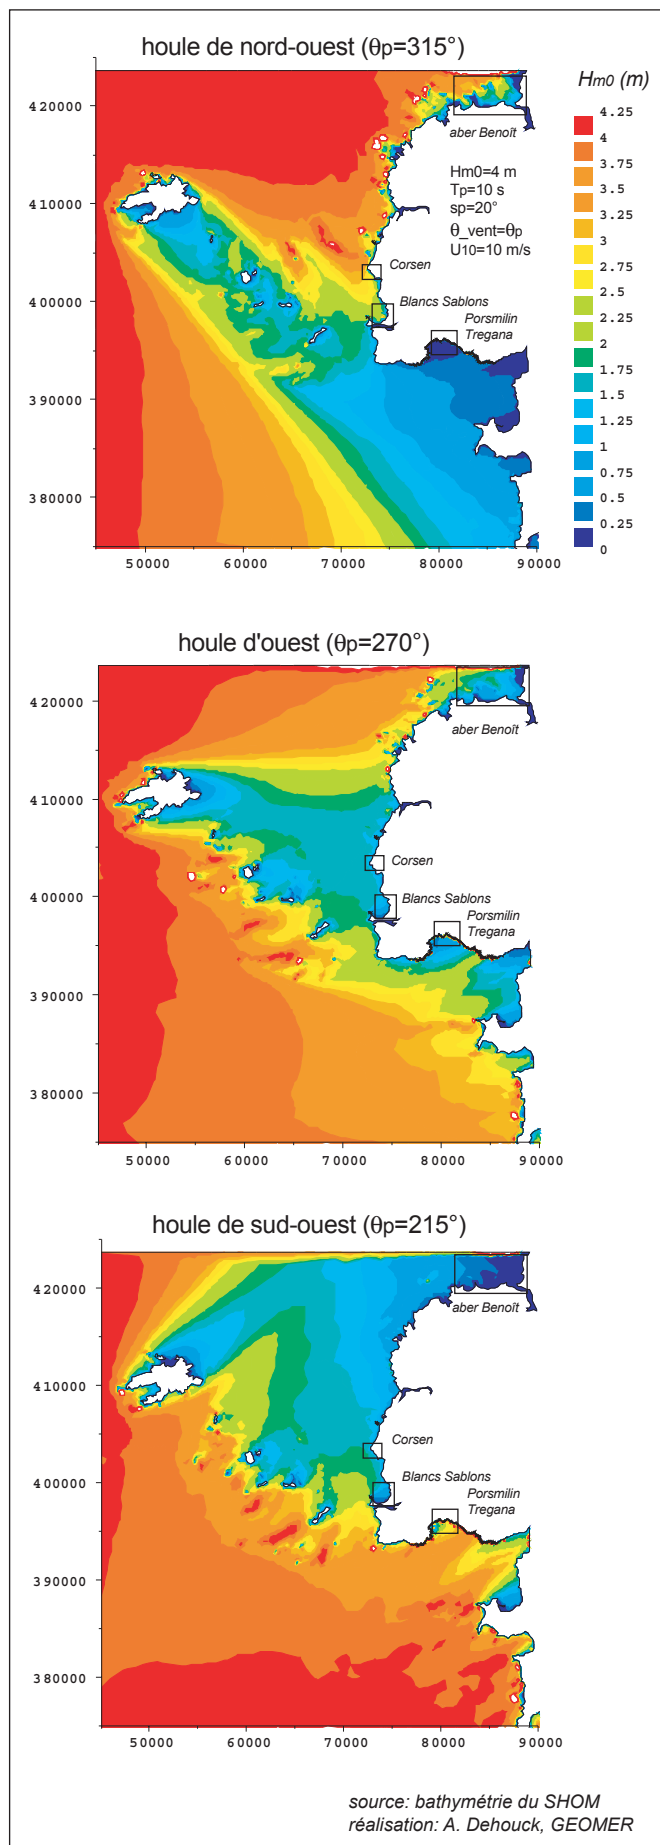 houle de nord-ouest (θp=315°)
Hm0 (m)
4.25
4
3.75
3.5
3.25
3
2.75
2.5
2.25
2
1.75
1.5
1.25
1
0.75
0.5
0.25
0
420000
410000
400000
390000
380000
50000 60000 70000 80000 90000
aber Benoît
Hm0=4 m
Tp=10 s
sp=20°
θ_vent=θp
U10=10 m/s
Corsen
Blancs Sablons
Porsmilin
Tregana
houle d'ouest (θp=270°)
420000
410000
400000
390000
380000
50000 60000 70000 80000 90000
aber Benoît
Corsen
Blancs Sablons
Porsmilin
Tregana
houle de sud-ouest (θp=215°)
420000
410000
400000
390000
380000
50000 60000 70000 80000 90000
aber Benoît
Corsen
Blancs Sablons
Porsmilin
Tregana
source: bathymétrie du SHOM
réalisation: A. Dehouck, GEOMER